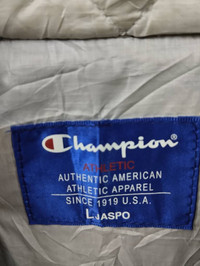 Champion
ATHLETIC
AUTHENTIC AMERICAN
ATHLETIC APPAREL
SINCE 1919 U.S.A.
L JASPO